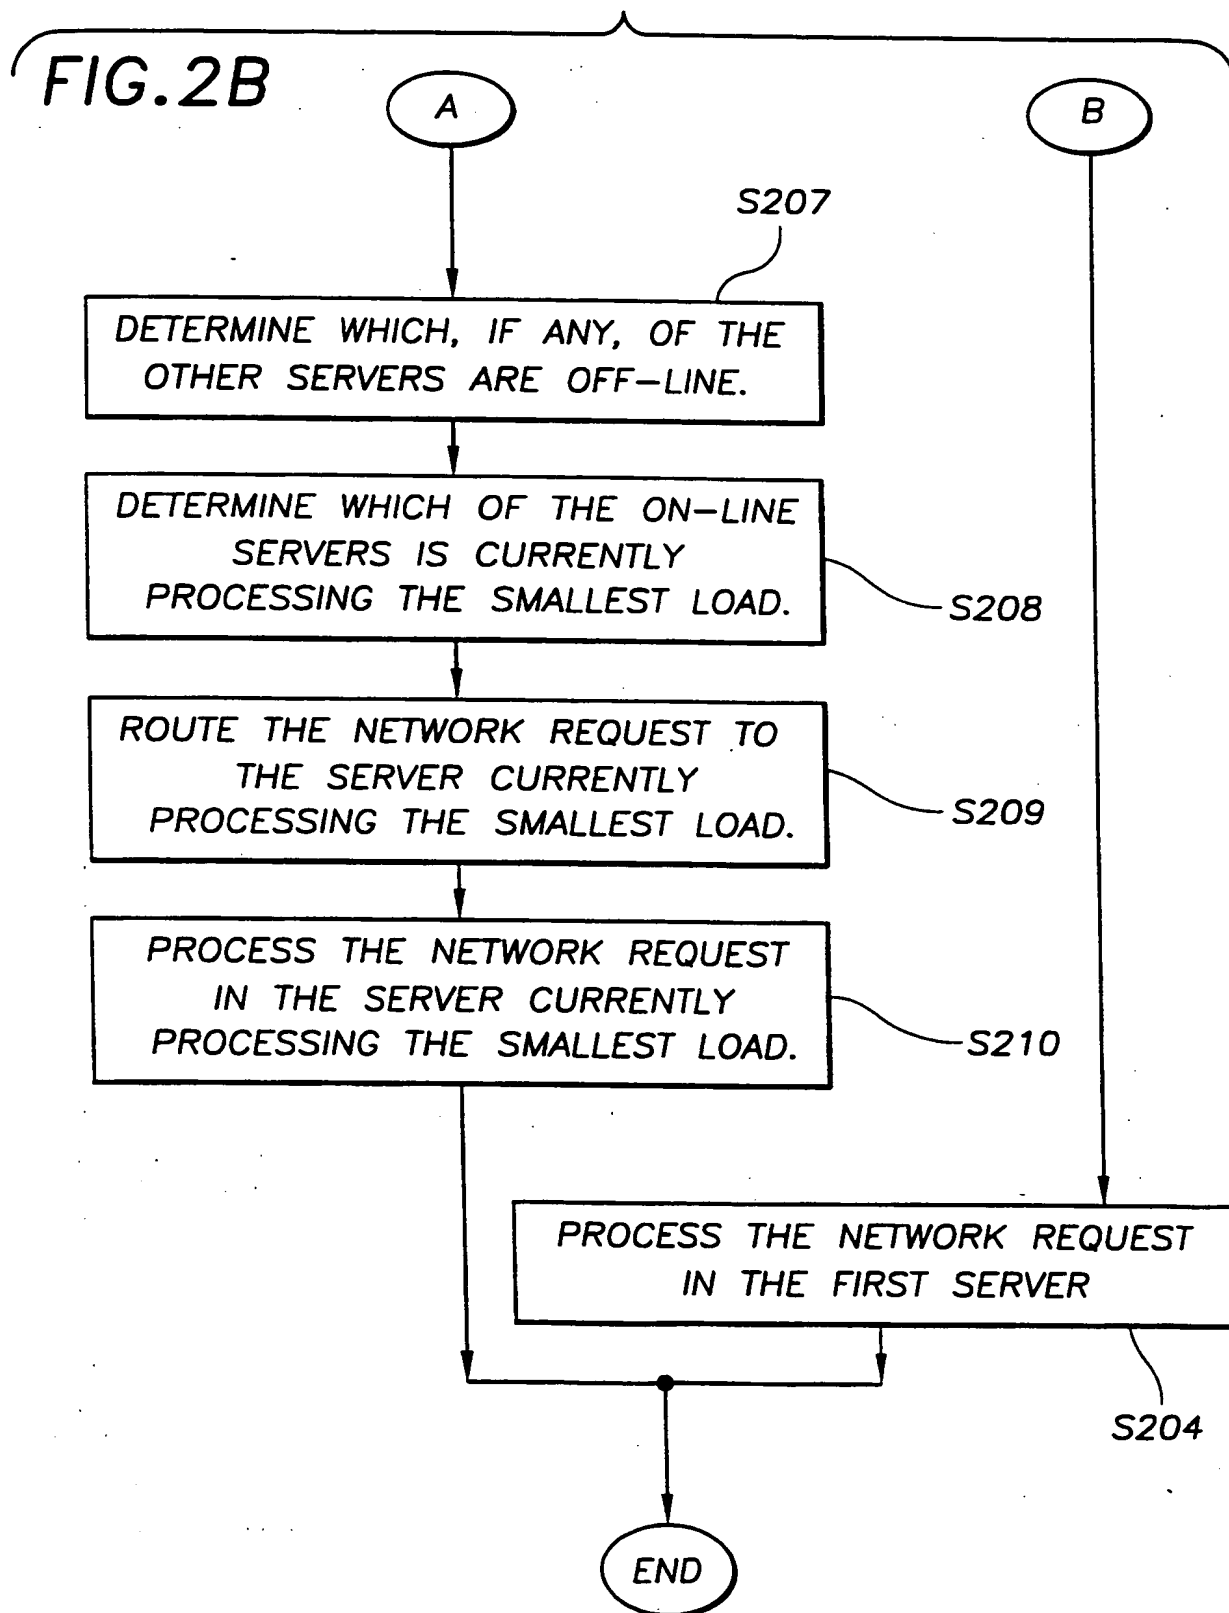 FIG.2B
A
B
S207
DETERMINE WHICH, IF ANY, OF THE
OTHER SERVERS ARE OFF-LINE.
DETERMINE WHICH OF THE ON-LINE
SERVERS IS CURRENTLY
PROCESSING THE SMALLEST LOAD.
S208
ROUTE THE NETWORK REQUEST TO
THE SERVER CURRENTLY
PROCESSING THE SMALLEST LOAD.
S209
PROCESS THE NETWORK REQUEST
IN THE SERVER CURRENTLY
PROCESSING THE SMALLEST LOAD.
S210
PROCESS THE NETWORK REQUEST
IN THE FIRST SERVER
S204
END